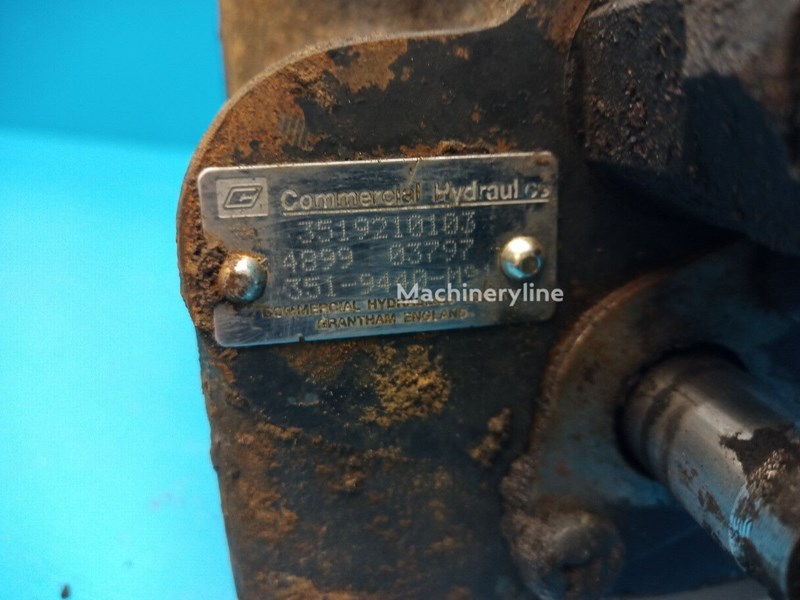 Commercial Hydraulics
3519210103
4899 03797
351-9440-M91
Machineryline
COMMERCIAL HYDRAULICS
GRANTHAM ENGLAND